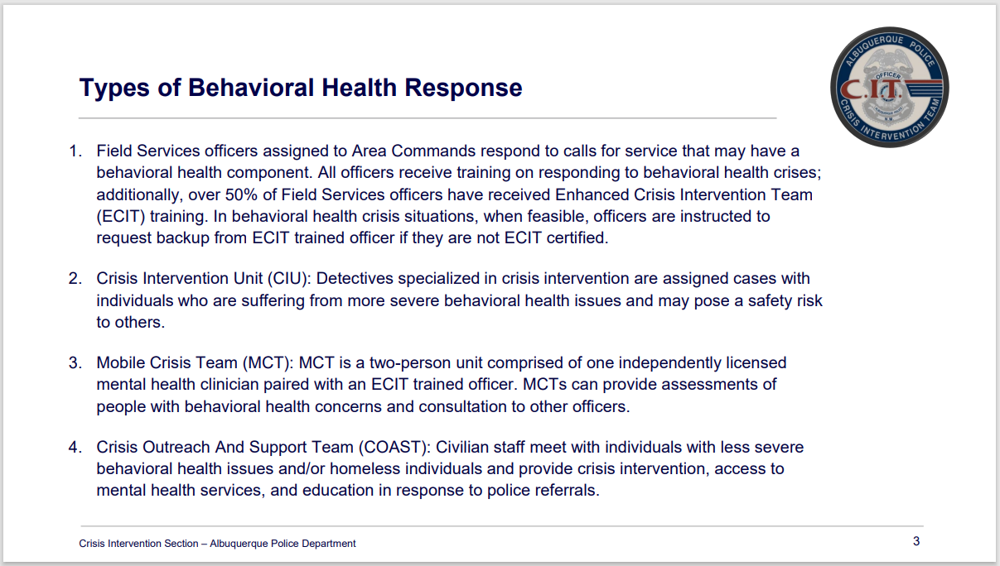 ALBUQUERQUE POLICE
OFFICER
C.I.T.
CRISIS INTERVENTION TEAM
Types of Behavioral Health Response
1. Field Services officers assigned to Area Commands respond to calls for service that may have a
behavioral health component. All officers receive training on responding to behavioral health crises;
additionally, over 50% of Field Services officers have received Enhanced Crisis Intervention Team
(ECIT) training. In behavioral health crisis situations, when feasible, officers are instructed to
request backup from ECIT trained officer if they are not ECIT certified.
2. Crisis Intervention Unit (CIU): Detectives specialized in crisis intervention are assigned cases with
individuals who are suffering from more severe behavioral health issues and may pose a safety risk
to others.
3. Mobile Crisis Team (MCT): MCT is a two-person unit comprised of one independently licensed
mental health clinician paired with an ECIT trained officer. MCTs can provide assessments of
people with behavioral health concerns and consultation to other officers.
4. Crisis Outreach And Support Team (COAST): Civilian staff meet with individuals with less severe
behavioral health issues and/or homeless individuals and provide crisis intervention, access to
mental health services, and education in response to police referrals.
Crisis Intervention Section – Albuquerque Police Department
3